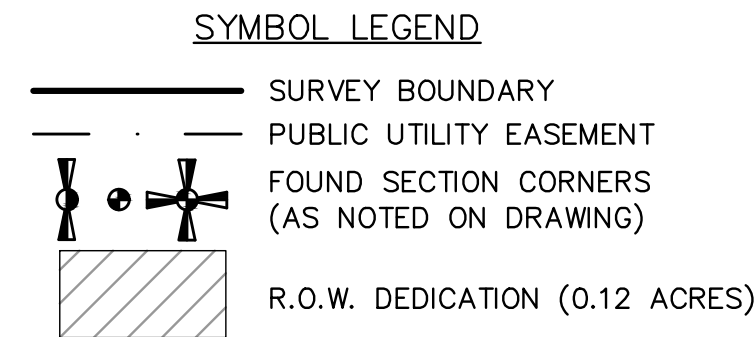 SYMBOL LEGEND
SURVEY BOUNDARY
PUBLIC UTILITY EASEMENT
FOUND SECTION CORNERS
(AS NOTED ON DRAWING)
R.O.W. DEDICATION (0.12 ACRES)